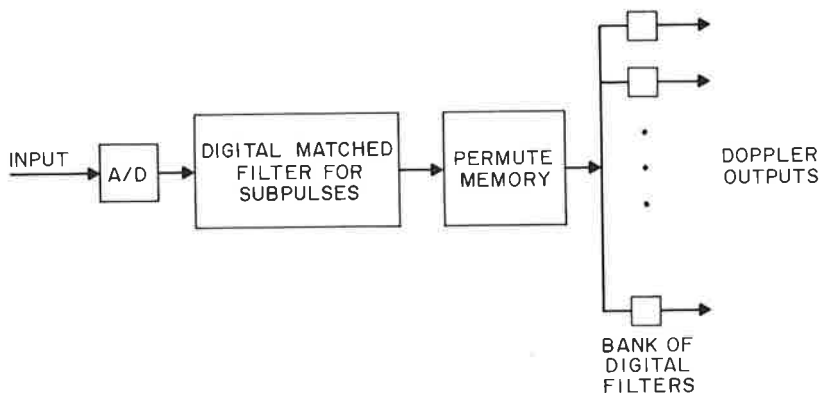 INPUT
A/D
DIGITAL MATCHED
FILTER FOR
SUBPULSES
PERMUTE
MEMORY
DOPPLER
OUTPUTS
BANK OF
DIGITAL
FILTERS